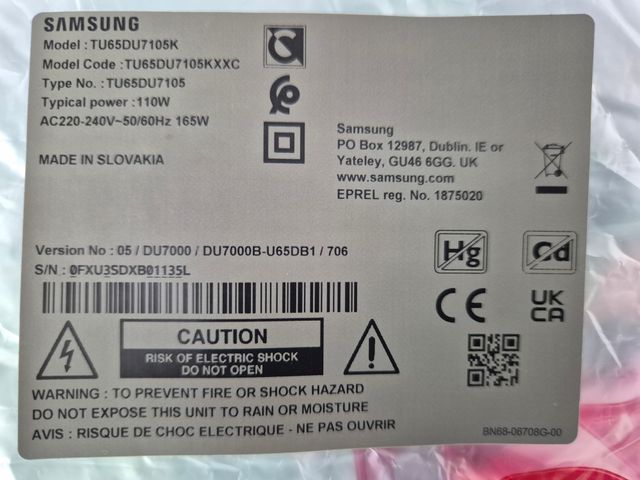 SAMSUNG
Model : TU65DU7105K
Model Code : TU65DU7105KXXC
Type No. : TU65DU7105
Typical power : 110W
AC220-240V~50/60Hz 165W
MADE IN SLOVAKIA
Samsung
PO Box 12987, Dublin. IE or
Yateley, GU46 6GG. UK
www.samsung.com
EPREL reg. No. 1875020
Version No : 05 / DU7000 / DU7000B-U65DB1 / 706
S/N : 0FXU3SDXB01135L
Hg
Cd
CE
UK
CA
CAUTION
RISK OF ELECTRIC SHOCK
DO NOT OPEN
WARNING : TO PREVENT FIRE OR SHOCK HAZARD
DO NOT EXPOSE THIS UNIT TO RAIN OR MOISTURE
AVIS : RISQUE DE CHOC ELECTRIQUE - NE PAS OUVRIR
BN68-06708G-00